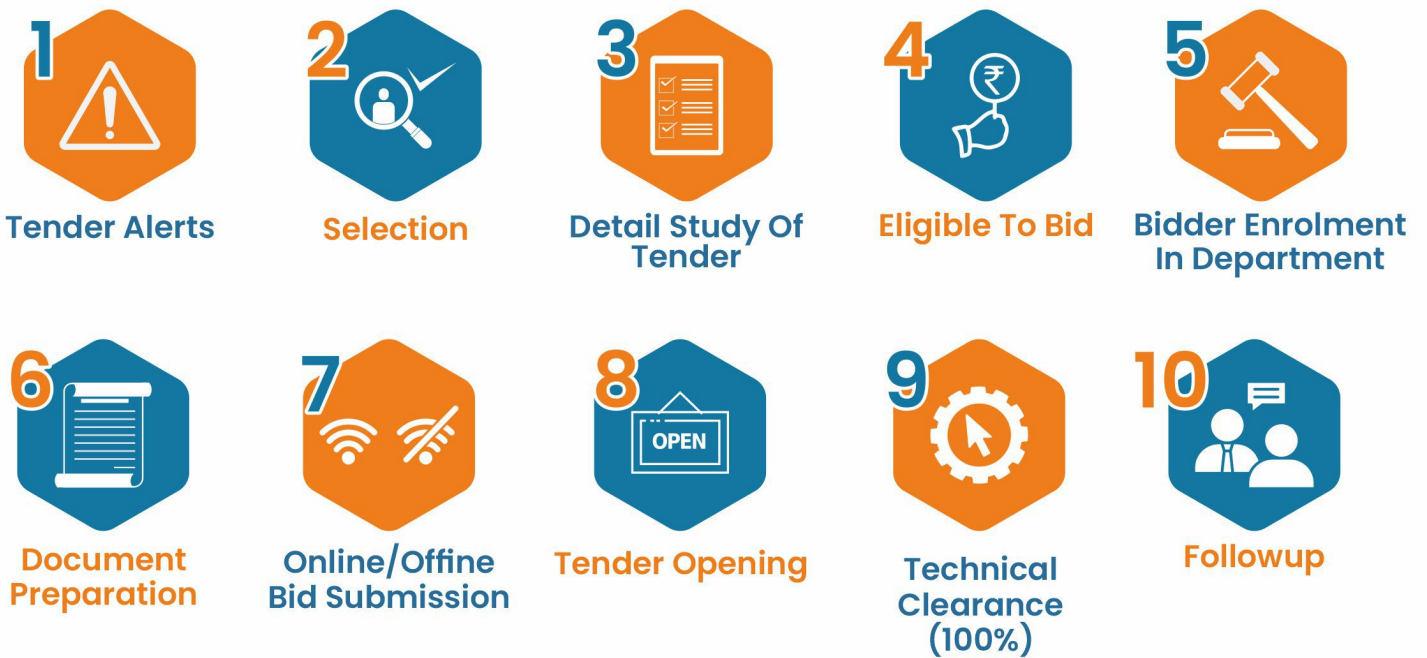 1
Tender Alerts
2
Selection
3
Detail Study Of
Tender
4
₹
Eligible To Bid
5
Bidder Enrolment
In Department
6
Document
Preparation
7
Online/Offine
Bid Submission
8
OPEN
Tender Opening
9
Technical
Clearance
(100%)
10
Followup